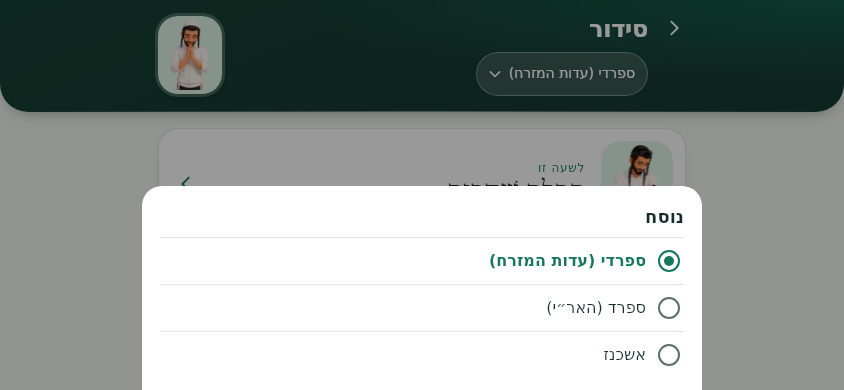 סידור
ספרדי (עדות המזרח)
לשעה זו
נוסח
ספרדי (עדות המזרח)
ספרד (האר״י)
אשכנז